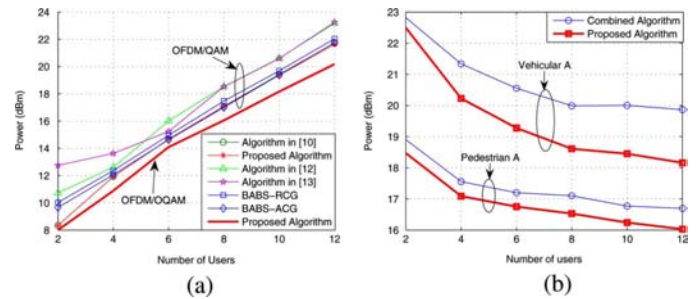 24
22
20
18
16
14
12
10
8
Power (dBm)
2
4
6
8
10
12
Number of Users
OFDM/QAM
OFDM/OQAM
Algorithm in [10]
Proposed Algorithm
Algorithm in [12]
Algorithm in [13]
BABS-RCG
BABS-ACG
Proposed Algorithm
(a)
23
22
21
20
19
18
17
16
Power (dBm)
2
4
6
8
10
12
Number of users
Combined Algorithm
Proposed Algorithm
Vehicular A
Pedestrian A
(b)